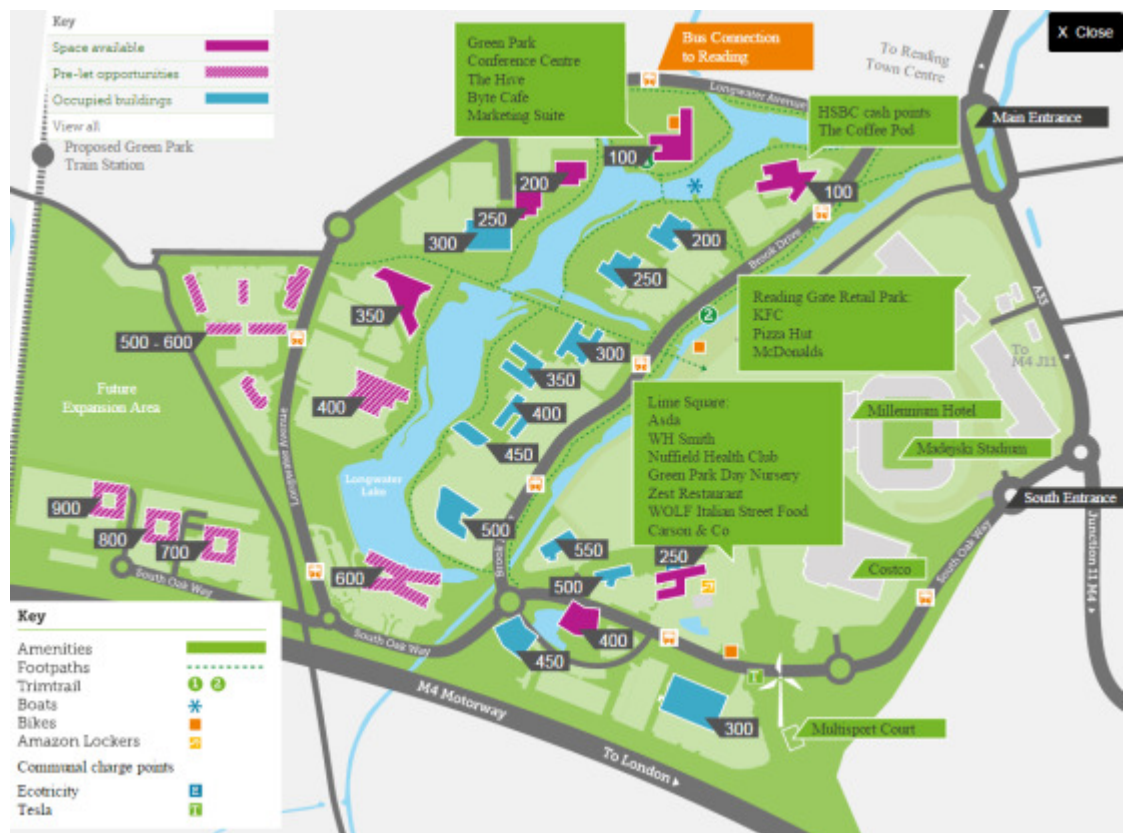 Key
Space available
Pre-let opportunities
Occupied buildings
View all
Proposed Green Park
Train Station
Green Park
Conference Centre
The Hive
Byte Cafe
Marketing Suite
Bus Connection
to Reading
To Reading
Town Centre
X Close
Longwater Avenue
HSBC cash points
The Coffee Pod
Main Entrance
100
200
250
300
100
200
250
Brook Drive
A33
Reading Gate Retail Park:
KFC
Pizza Hut
McDonalds
To
M4 J11
500 - 600
350
300
350
400
400
450
Future
Expansion Area
Longwater Avenue
Longwater
Lake
Lime Square:
Asda
WH Smith
Nuffield Health Club
Green Park Day Nursery
Zest Restaurant
WOLF Italian Street Food
Carson & Co
Millennium Hotel
Madejski Stadium
South Entrance
Junction 11 M4
900
800
700
500
550
250
600
500
400
450
300
Brook
Costco
South Oak Way
South Oak Way
South Oak Way
M4 Motorway
To London
Multisport Court
Key
Amenities
Footpaths
Trimtrail 1 2
Boats
Bikes
Amazon Lockers
Communal charge points
Ecotricity E
Tesla T
2
T